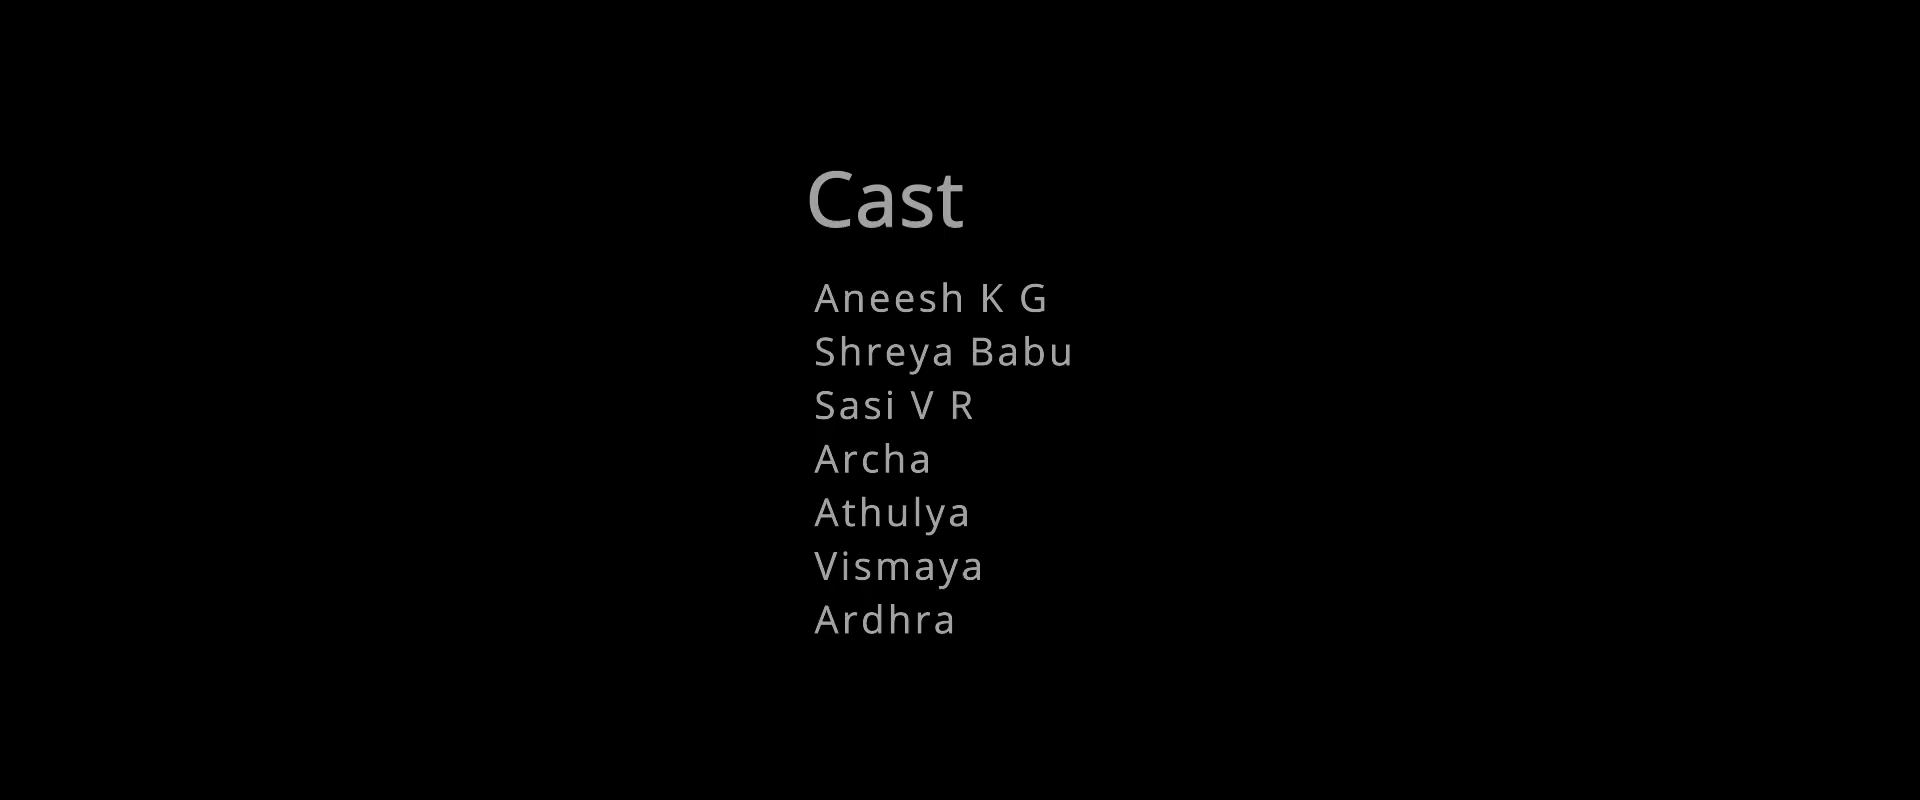 Cast
Aneesh K G
Shreya Babu
Sasi V R
Archa
Athulya
Vismaya
Ardhra